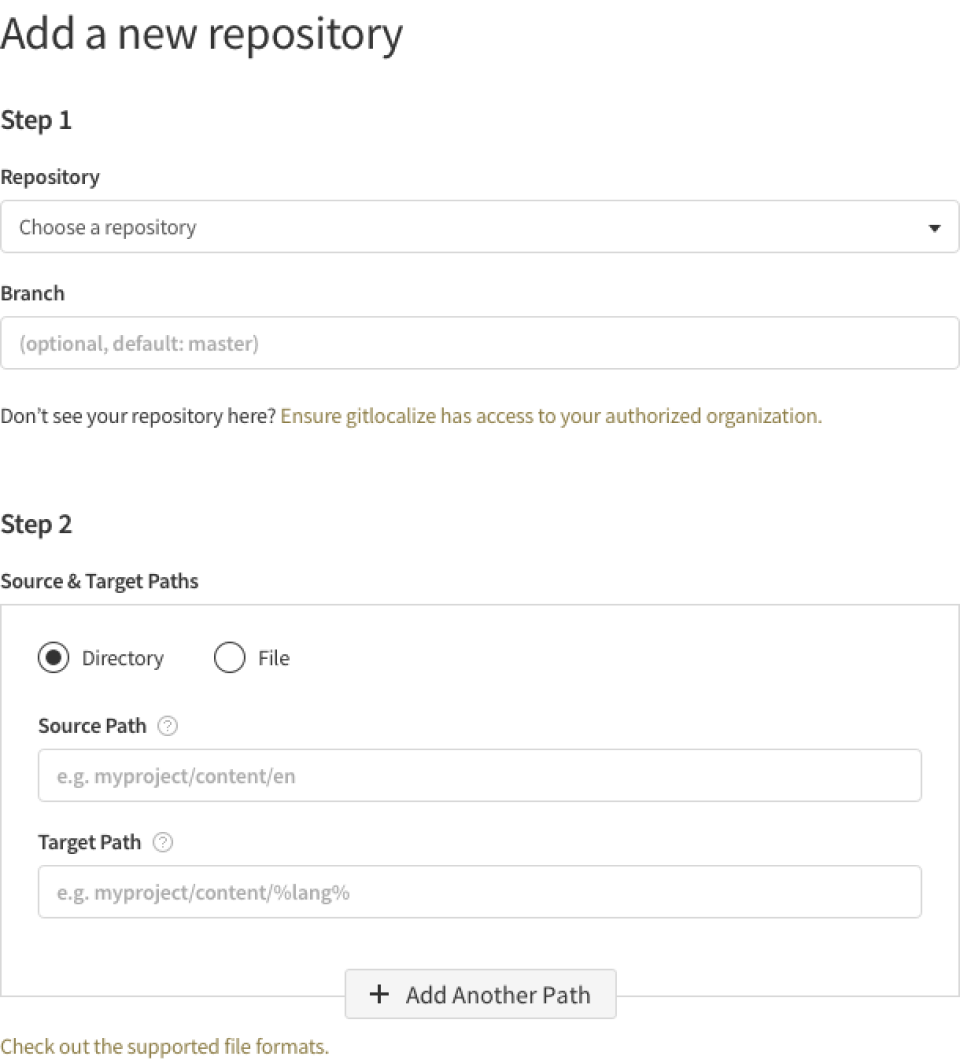 Add a new repository
Step 1
Repository
Choose a repository
Branch
(optional, default: master)
Don't see your repository here? Ensure gitlocalize has access to your authorized organization.
Step 2
Source & Target Paths
Directory File
Source Path ?
e.g. myproject/content/en
Target Path ?
e.g. myproject/content/%lang%
+ Add Another Path
Check out the supported file formats.